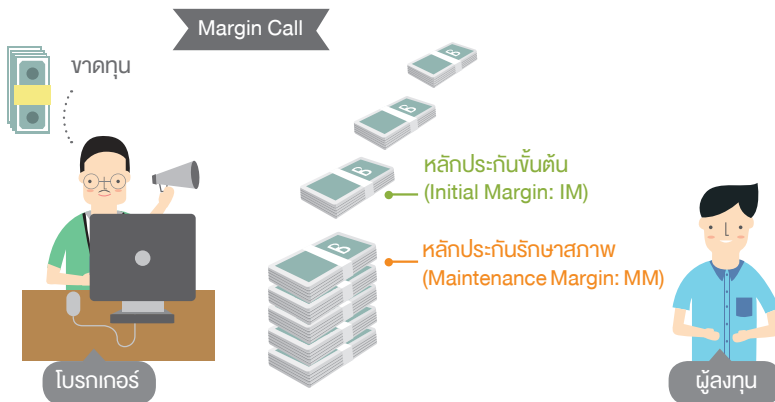 Margin Call
ขาดทุน
หลักประกันขั้นต้น
(Initial Margin: IM)
หลักประกันรักษาสภาพ
(Maintenance Margin: MM)
โบรกเกอร์
ผู้ลงทุน